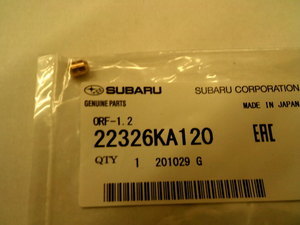 SUBARU SUBARU CORPORATION
GENUINE PARTS MADE IN JAPAN
ORF-1.2
22326KA120 EAC
QTY 1 201029 G